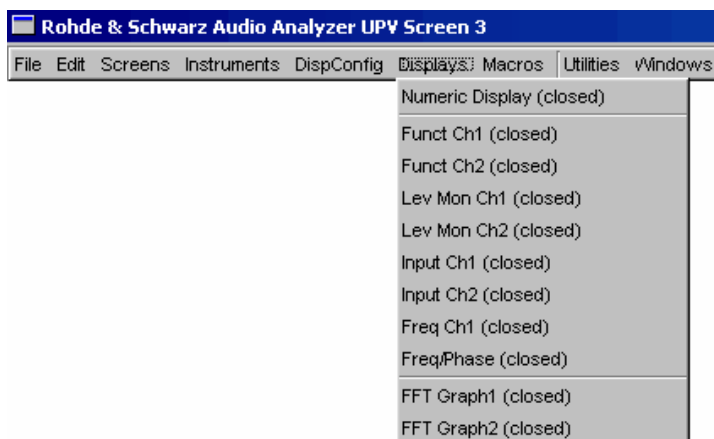 Rohde & Schwarz Audio Analyzer UPV Screen 3
File Edit Screens Instruments DispConfig Displays Macros Utilities Windows
Numeric Display (closed)
Funct Ch1 (closed)
Funct Ch2 (closed)
Lev Mon Ch1 (closed)
Lev Mon Ch2 (closed)
Input Ch1 (closed)
Input Ch2 (closed)
Freq Ch1 (closed)
Freq/Phase (closed)
FFT Graph1 (closed)
FFT Graph2 (closed)